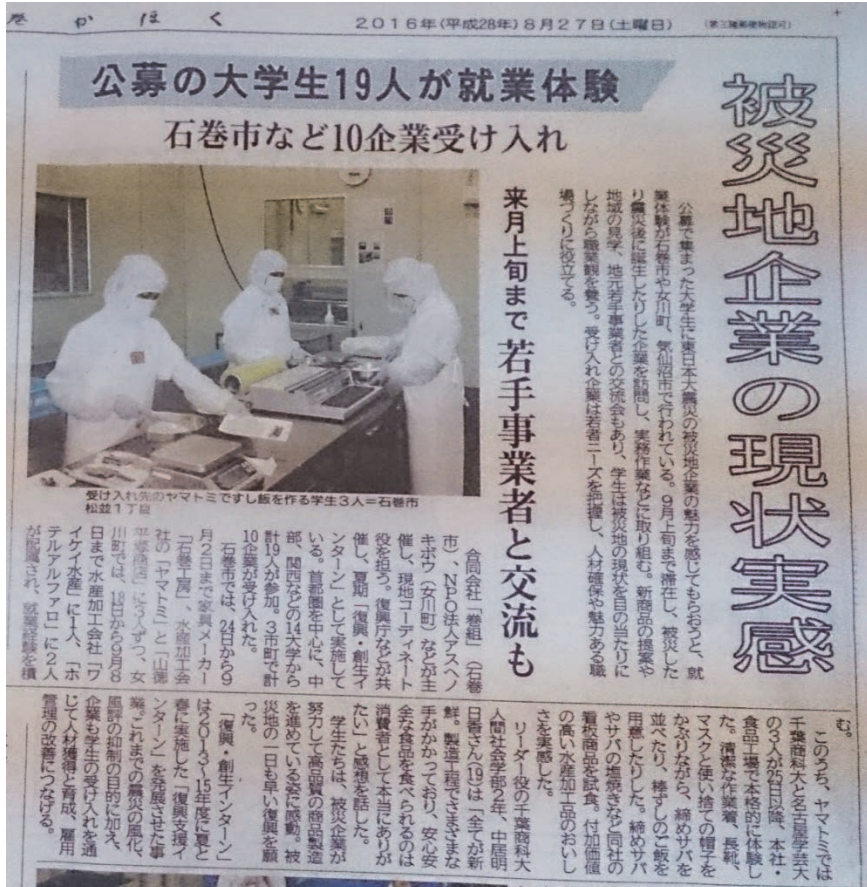 巻かほく
2016年(平成28年)8月27日(土曜日)
(第三種郵便物認可)
被災地企業の現状実感
公募の大学生19人が就業体験
石巻市など10企業受け入れ
来月上旬まで 若手事業者と交流も
公募で集まった大学生に東日本大震災の被災地企業の魅力を感じてもらおうと、就
業体験が石巻市や女川町、気仙沼市で行われている。9月上旬まで滞在し、被災した
り震災後に誕生したりした企業を訪問し、実務作業などに取り組む。新商品の提案や
地域の見学、地元若手事業者との交流会もあり、学生は被災地の現状を目の当たりに
しながら職業観を養う。受け入れ企業は若者ニーズを把握し、人材確保や魅力ある職
場づくりに役立てる。
受け入れ先のヤマトミですし飯を作る学生3人=石巻市
松並1丁目
合同会社「巻組」(石巻
市)、NPO法人アスヘノ
キボウ(女川町)などが主
催し、現地コーディネート
役を担う。復興庁などが共
催し、夏期「復興・創生イ
ンターン」として実施して
いる。首都圏を中心に、中
部、関西などの14大学から
計19人が参加。3市町で計
10企業が受け入れた。
石巻市では、24日から9
月2日まで家具メーカー
「石巻工房」、水産加工会
社の「ヤマトミ」と「山徳
平塚商店」に3人ずつ、女
川町では、18日から9月8
日まで水産加工会社「ワ
イケイ水産」に1人、「ホ
テルアルファロ」に2人
が配属され、就業経験を積
む。
このうち、ヤマトミでは
千葉商科大と名古屋学芸大
の3人が25日以降、本社・
食品工場で本格的に体験し
た。清潔な作業着、長靴、
マスクと使い捨ての帽子を
かぶりながら、締めサバを
並べたり、棒ずしのご飯を
用意したりした。締めサバ
やサバの塩焼きなど同社の
看板商品を試食。付加価値
の高い水産加工品のおいし
さを実感した。
リーダー役の千葉商科大
人間社会学部2年、中居明
日香さん(19)は「全てが新
鮮。製造工程でさまざまな
手がかかっており、安心安
全な食品を食べられるのは
消費者として本当にありが
たい」と感想を話した。
学生たちは、被災企業が
努力して高品質の商品製造
を進めている姿に感動。被
災地の一日も早い復興を願
った。
「復興・創生インターン」
は2013〜15年度に夏と
春に実施した「復興支援イ
ンターン」を発展させた事
業。これまでの震災の風化、
風評の抑制の目的に加え、
企業も学生の受け入れを通
じて人材獲得と育成、雇用
管理の改善につなげる。